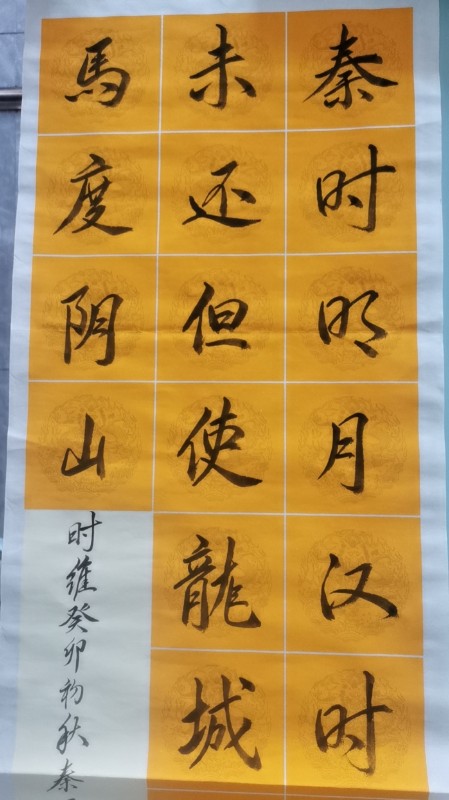 秦时明月汉时
未还但使龍城
馬度阴山
时维癸卯初秋秦